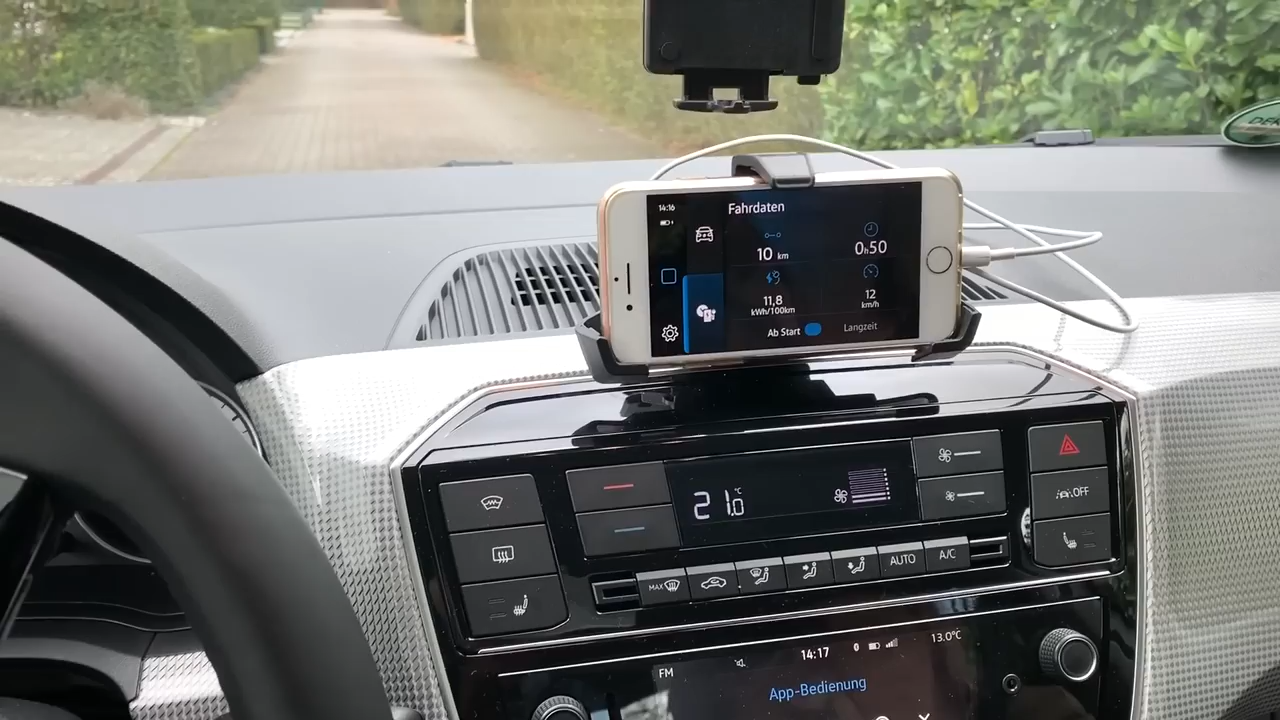 14:16
Fahrdaten
10 km
0h50
11,8
kWh/100km
12
km/h
Ab Start
Langzeit
21.0 °C
OFF
MAX
AUTO
A/C
FM
14:17
13.0°C
App-Bedienung